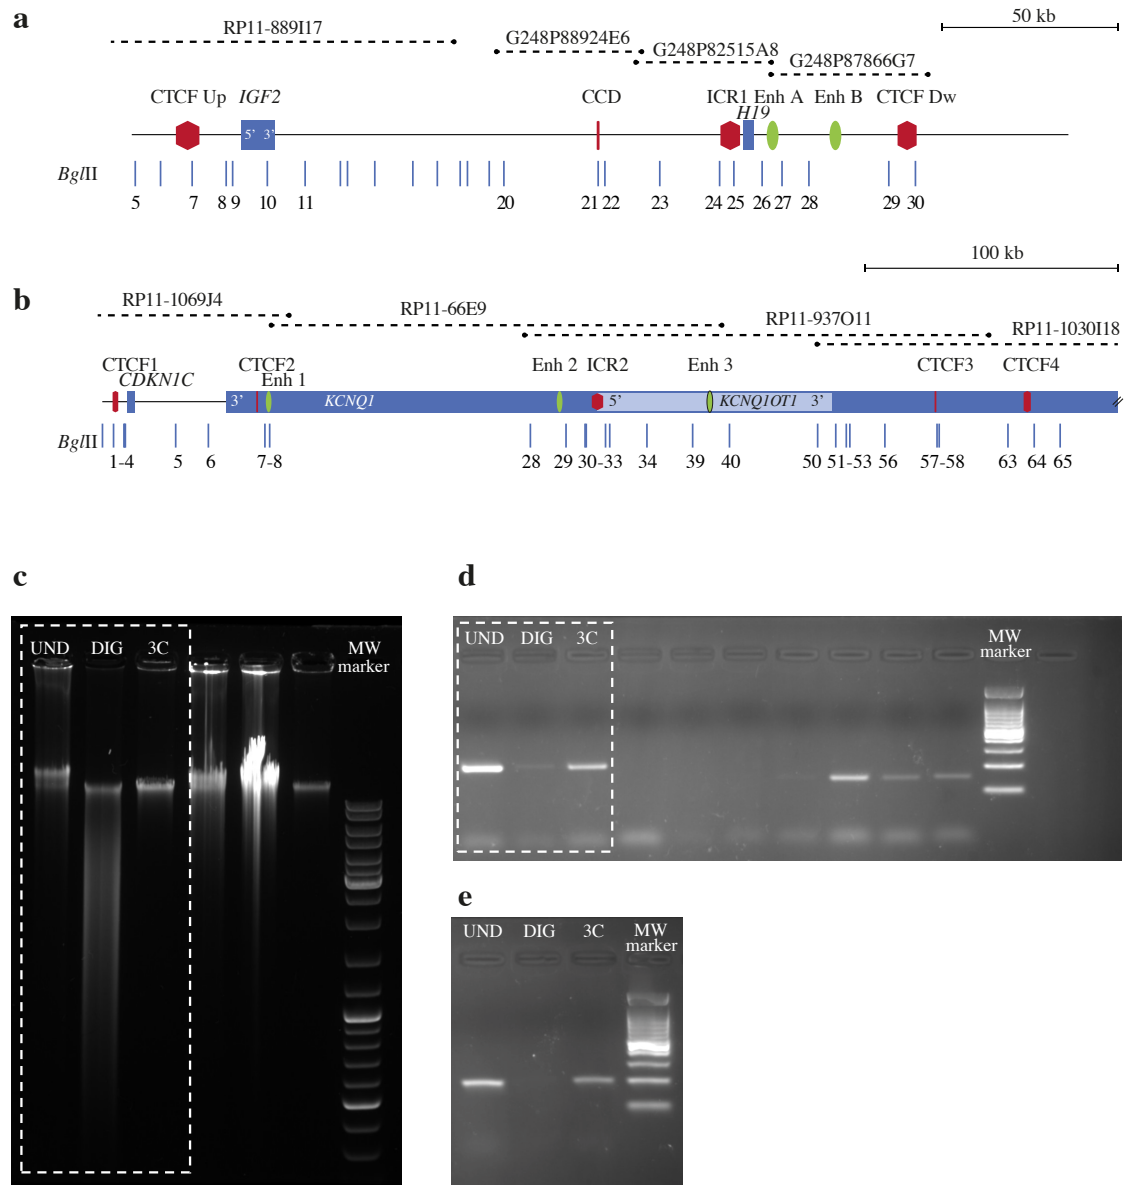 a
50 kb
RP11-889I17
G248P88924E6
G248P82515A8
G248P87866G7
CTCF Up IGF2 CCD ICR1 Enh A Enh B CTCF Dw
H19
5’ 3’
BglII
5 7 8 9 10 11 20 21 22 23 24 25 26 27 28 29 30
100 kb
b
RP11-1069J4
RP11-66E9
RP11-937O11
RP11-1030I18
CTCF1 CTCF2 Enh 2 ICR2 Enh 3 CTCF3 CTCF4
CDKN1C Enh 1
3’ KCNQ1 5’ KCNQ1OT1 3’
BglII
1-4 5 6 7-8 28 29 30-33 34 39 40 50 51-53 56 57-58 63 64 65
c
UND DIG 3C MW
marker
d
UND DIG 3C MW
marker
e
UND DIG 3C MW
marker